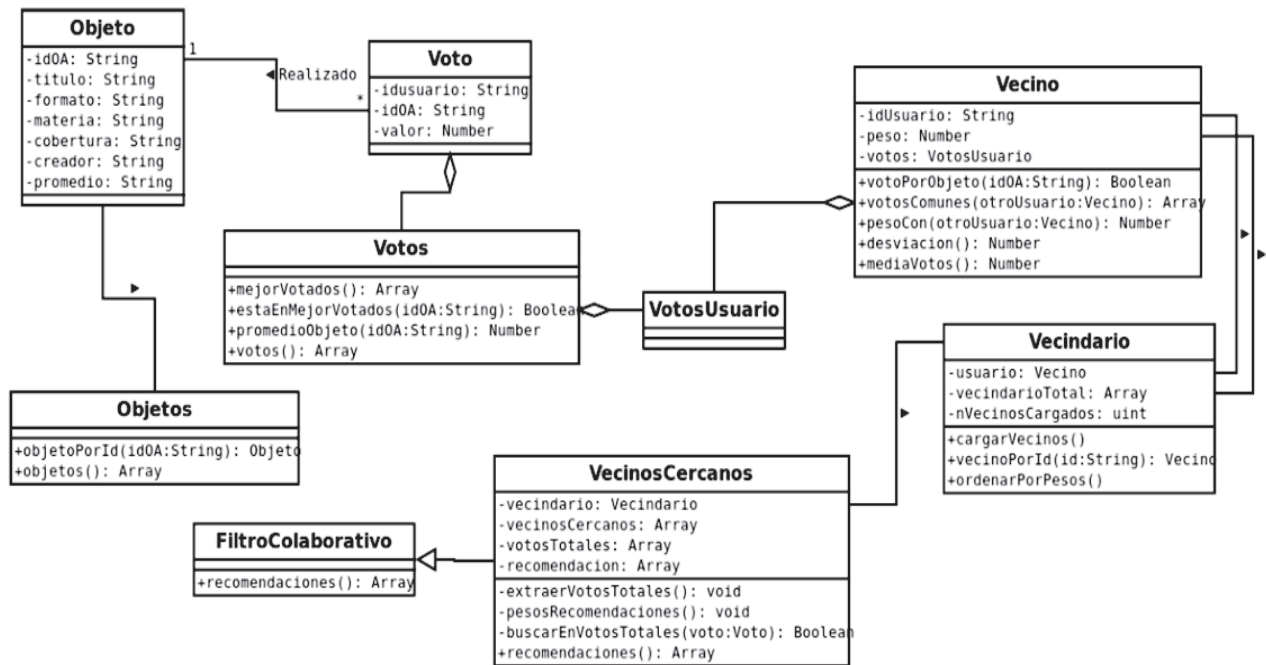 Objeto
-idOA: String
-titulo: String
-formato: String
-materia: String
-cobertura: String
-creador: String
-promedio: String
1
Realizado
*
Voto
-idusuario: String
-idOA: String
-valor: Number
Vecino
-idUsuario: String
-peso: Number
-votos: VotosUsuario
+votoPorObjeto(idOA:String): Boolean
+votosComunes(otroUsuario:Vecino): Array
+pesoCon(otroUsuario:Vecino): Number
+desviacion(): Number
+mediaVotos(): Number
Votos
+mejorVotados(): Array
+estaEnMejorVotados(idOA:String): Boolean
+promedioObjeto(idOA:String): Number
+votos(): Array
VotosUsuario
Vecindario
-usuario: Vecino
-vecindarioTotal: Array
-nVecinosCargados: uint
+cargarVecinos()
+vecinoPorId(id:String): Vecino
+ordenarPorPesos()
Objetos
+objetoPorId(idOA:String): Objeto
+objetos(): Array
VecinosCercanos
-vecindario: Vecindario
-vecinosCercanos: Array
-votosTotales: Array
-recomendacion: Array
-extraerVotosTotales(): void
-pesosRecomendaciones(): void
-buscarEnVotosTotales(voto:Voto): Boolean
+recomendaciones(): Array
FiltroColaborativo
+recomendaciones(): Array